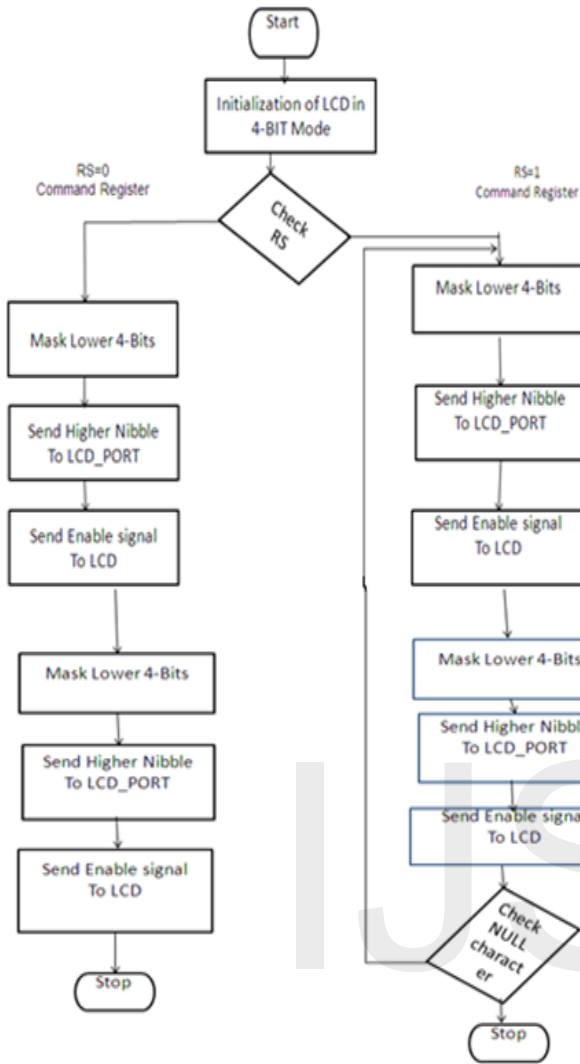 Start
Initialization of LCD in
4-BIT Mode
Check
RS
RS=0
Command Register
Mask Lower 4-Bits
Send Higher Nibble
To LCD_PORT
Send Enable signal
To LCD
Mask Lower 4-Bits
Send Higher Nibble
To LCD_PORT
Send Enable signal
To LCD
Stop
RS=1
Command Register
Mask Lower 4-Bits
Send Higher Nibble
To LCD_PORT
Send Enable signal
To LCD
Mask Lower 4-Bits
Send Higher Nibble
To LCD_PORT
Send Enable signal
To LCD
Check
NULL
charact
er
Stop
IJS